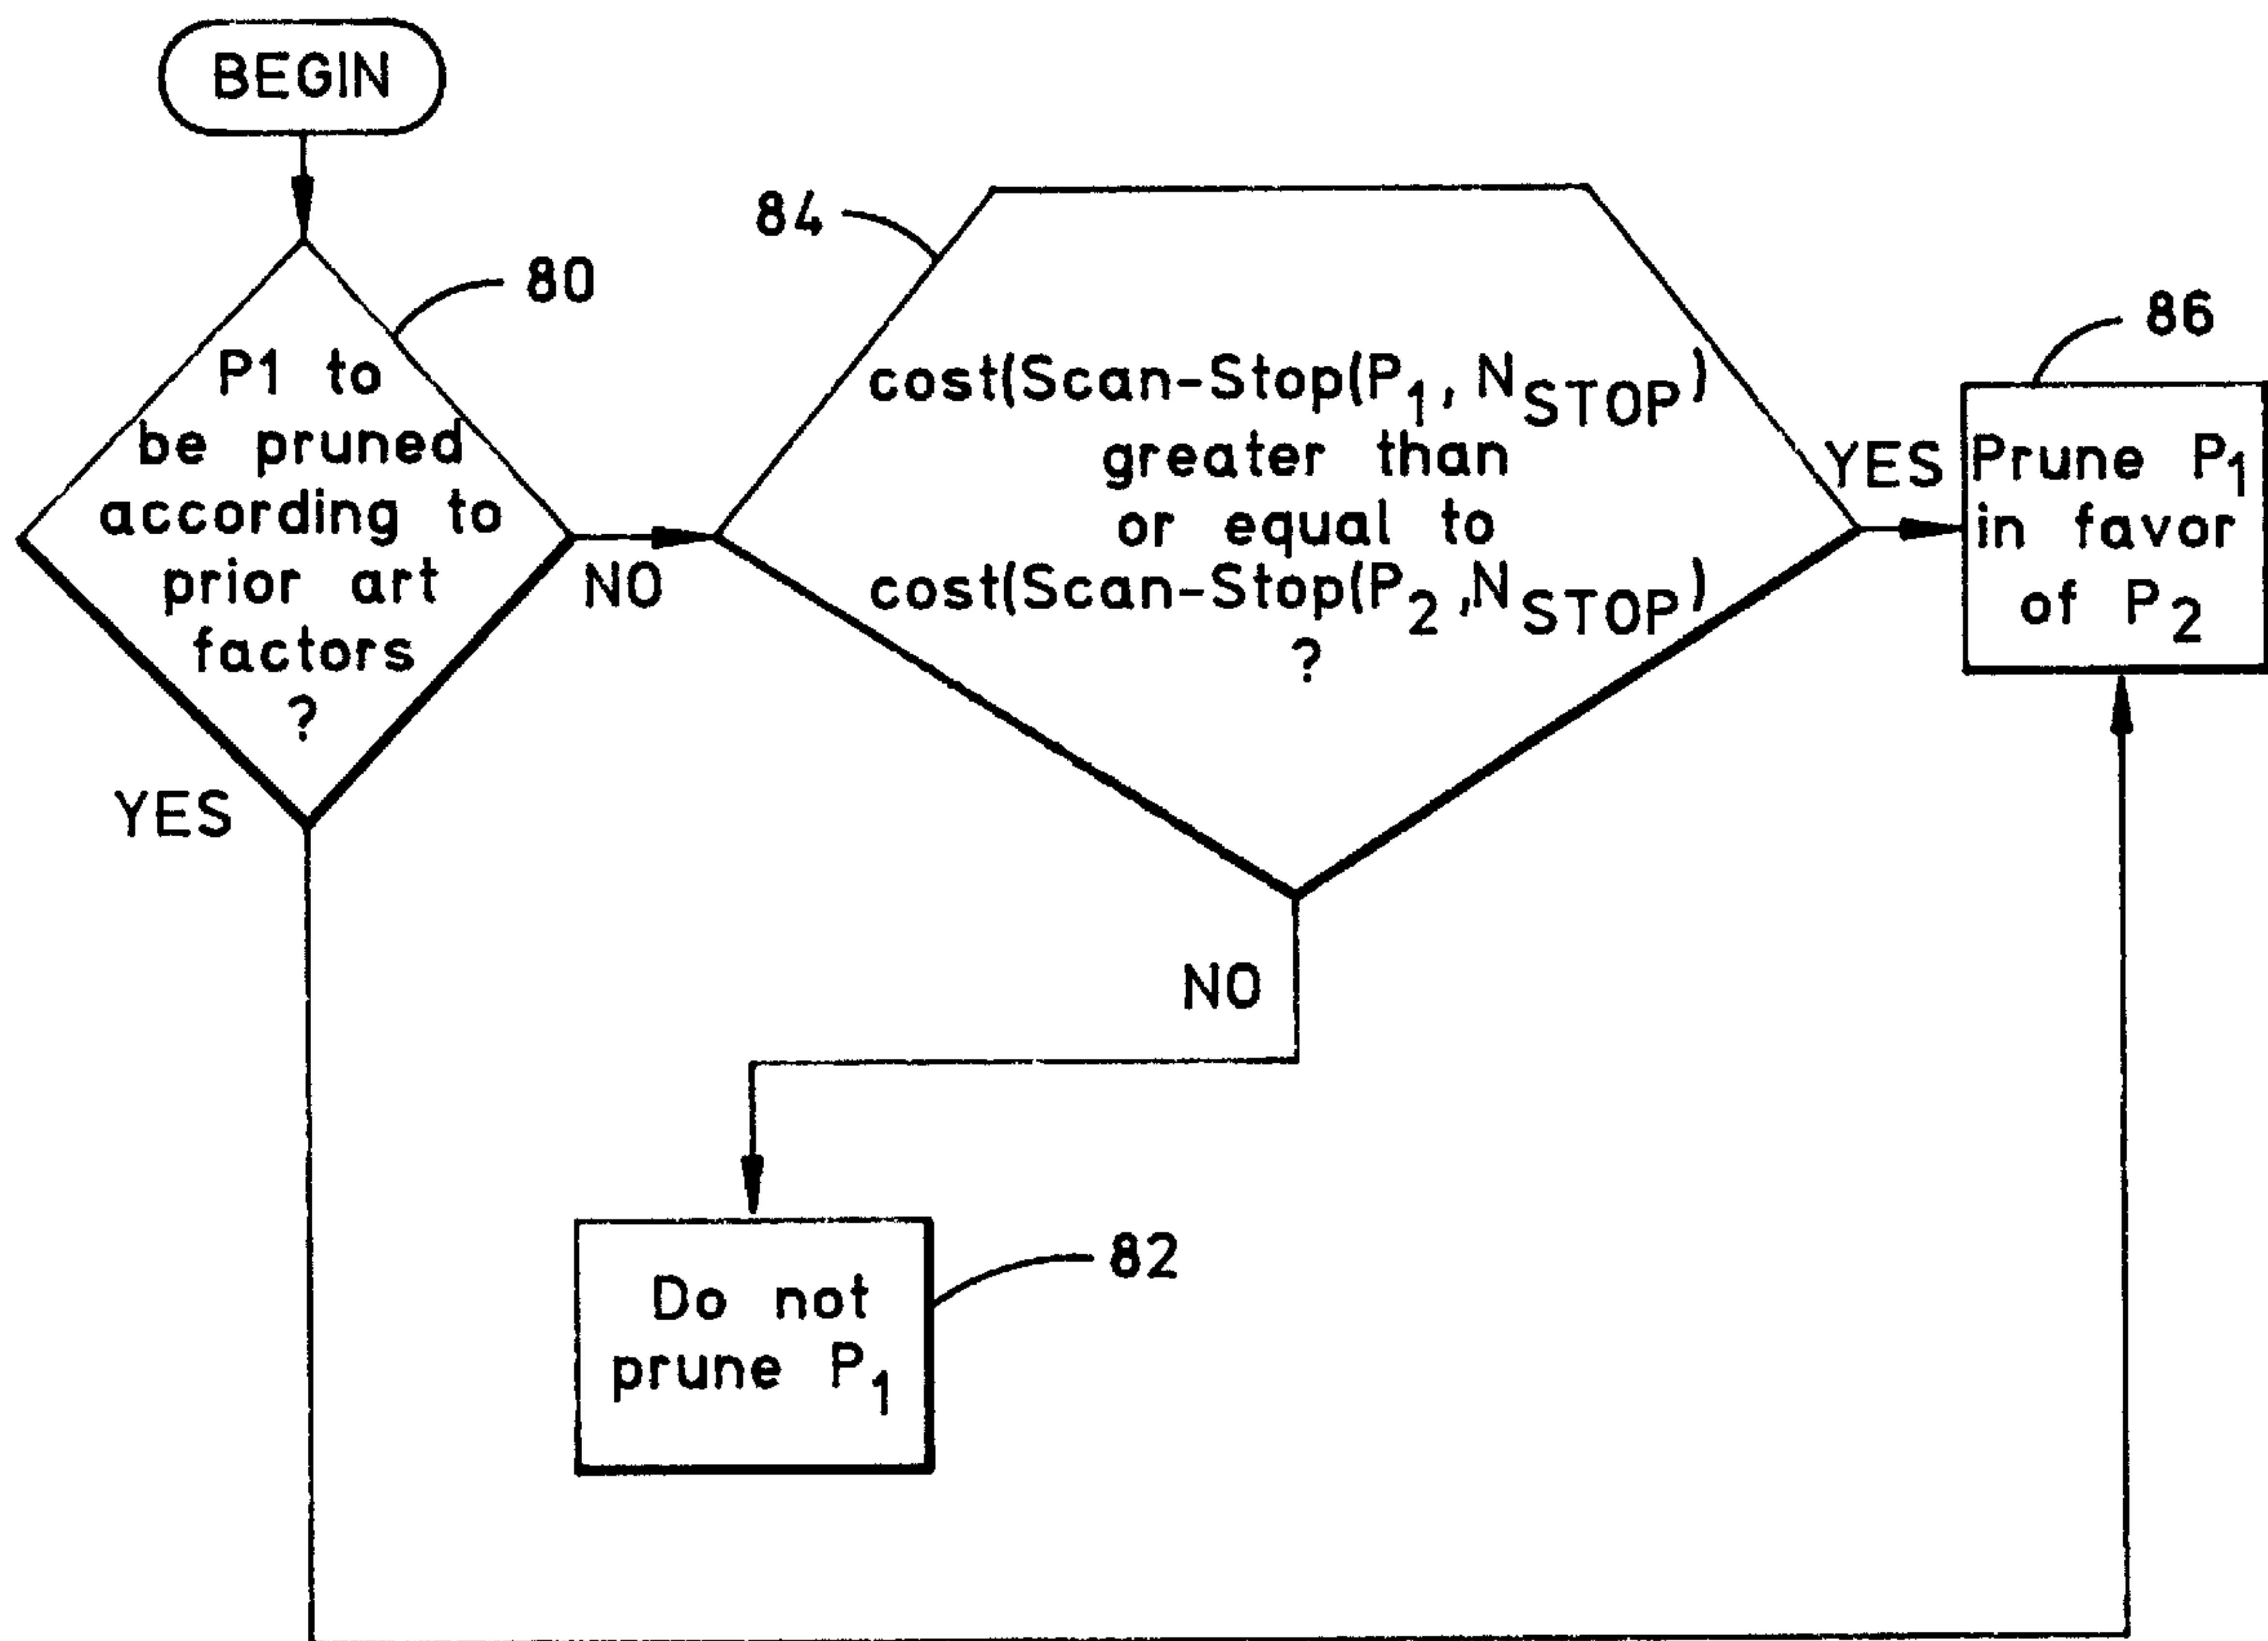 BEGIN
80
P1 to
be pruned
according to
prior art
factors
?
YES
NO
84
cost(Scan-Stop(P1, NSTOP)
greater than
or equal to
cost(Scan-Stop(P2,NSTOP)
?
YES
NO
86
Prune P1
in favor
of P2
82
Do not
prune P1